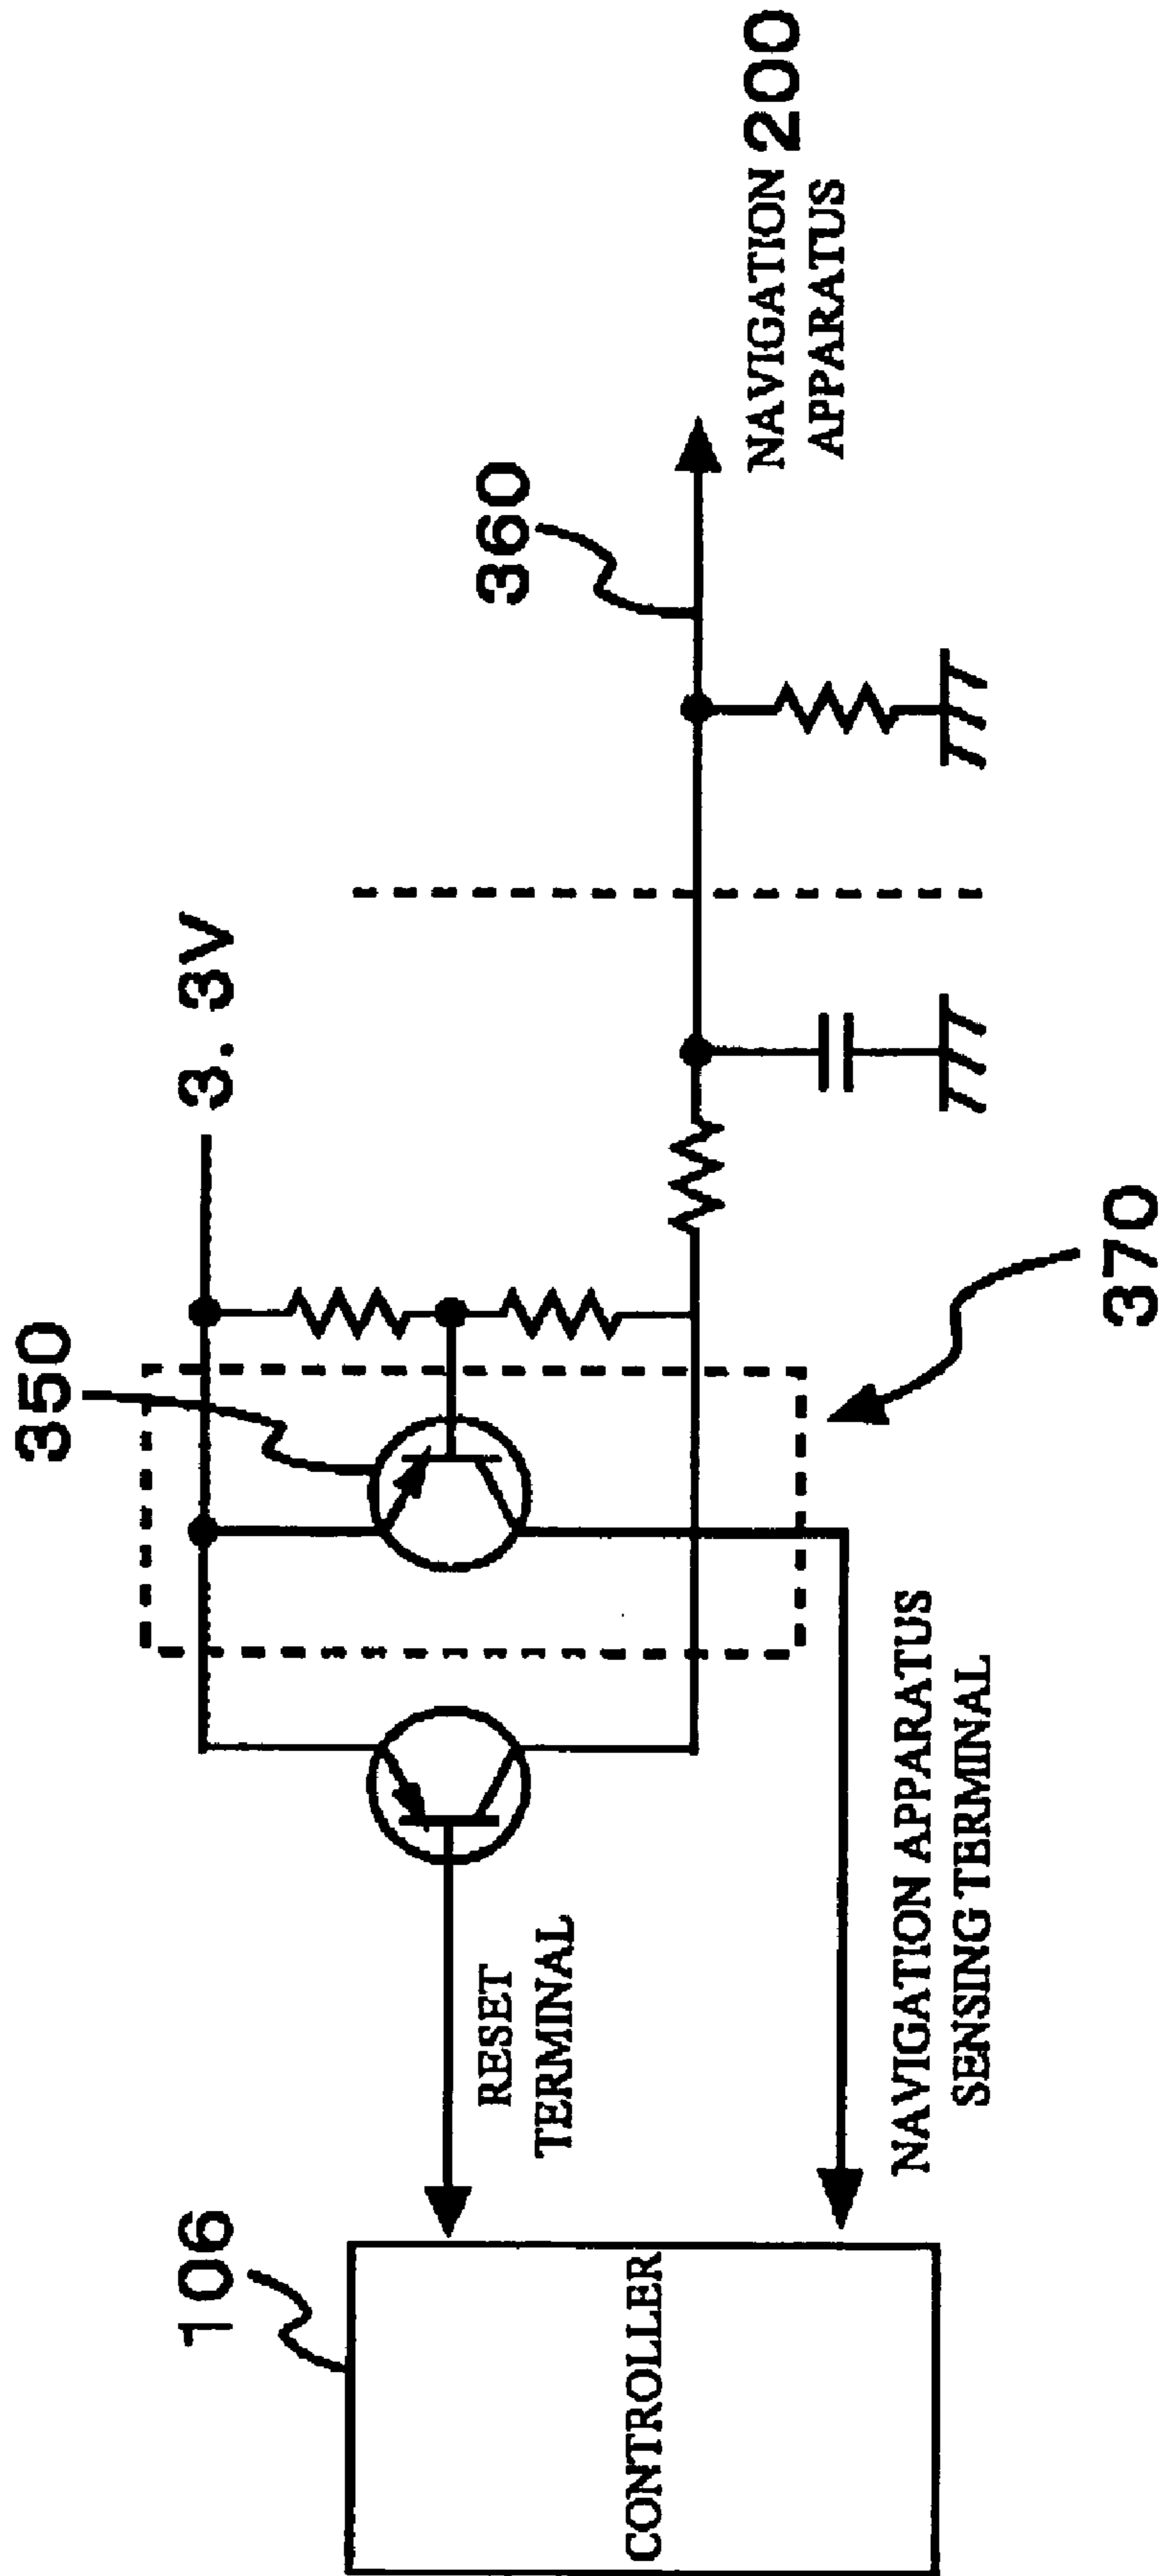 350
3. 3V
106
CONTROLLER
RESET
TERMINAL
360
NAVIGATION 200
APPARATUS
NAVIGATION APPARATUS
SENSING TERMINAL
370